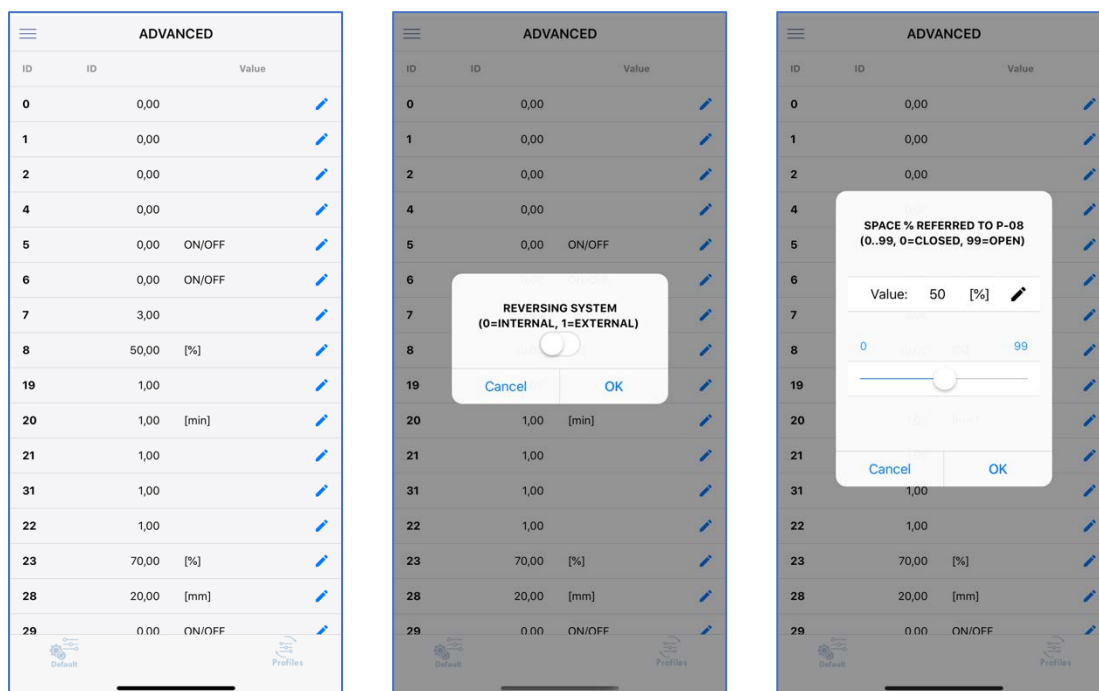 ADVANCED
ID ID Value
0 0,00
1 0,00
2 0,00
4 0,00
5 0,00 ON/OFF
6 0,00 ON/OFF
7 3,00
8 50,00 [%]
19 1,00
20 1,00 [min]
21 1,00
31 1,00
22 1,00
23 70,00 [%]
28 20,00 [mm]
29 0,00 ON/OFF
Default Profiles
ADVANCED
ID ID Value
0 0,00
1 0,00
2 0,00
4 0,00
5 0,00 ON/OFF
6
7
REVERSING SYSTEM
(0=INTERNAL, 1=EXTERNAL)
8
19
Cancel OK
20 1,00 [min]
21 1,00
31 1,00
22 1,00
23 70,00 [%]
28 20,00 [mm]
29 0,00 ON/OFF
Default Profiles
ADVANCED
ID ID Value
0 0,00
1 0,00
2 0,00
4
SPACE % REFERRED TO P-08
5
(0..99, 0=CLOSED, 99=OPEN)
6
Value: 50 [%]
7
8
0 99
19
20
21
Cancel OK
31 1,00
22 1,00
23 70,00 [%]
28 20,00 [mm]
29 0,00 ON/OFF
Default Profiles